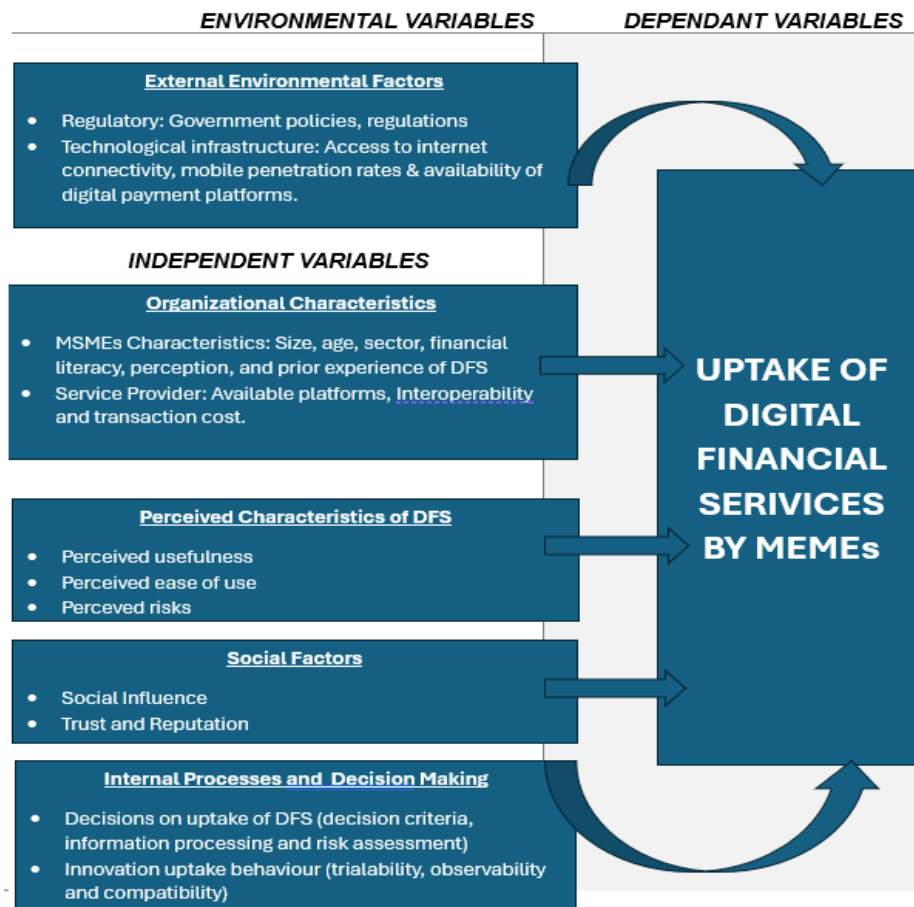 ENVIRONMENTAL VARIABLES
DEPENDANT VARIABLES
External Environmental Factors
• Regulatory: Government policies, regulations
• Technological infrastructure: Access to internet
connectivity, mobile penetration rates & availability of
digital payment platforms.
INDEPENDENT VARIABLES
Organizational Characteristics
• MSMEs Characteristics: Size, age, sector, financial
literacy, perception, and prior experience of DFS
• Service Provider: Available platforms, Interoperability
and transaction cost.
Perceived Characteristics of DFS
• Perceived usefulness
• Perceived ease of use
• Perceved risks
Social Factors
• Social Influence
• Trust and Reputation
Internal Processes and Decision Making
• Decisions on uptake of DFS (decision criteria,
information processing and risk assessment)
• Innovation uptake behaviour (trialability, observability
and compatibility)
UPTAKE OF
DIGITAL
FINANCIAL
SERIVICES
BY MEMEs